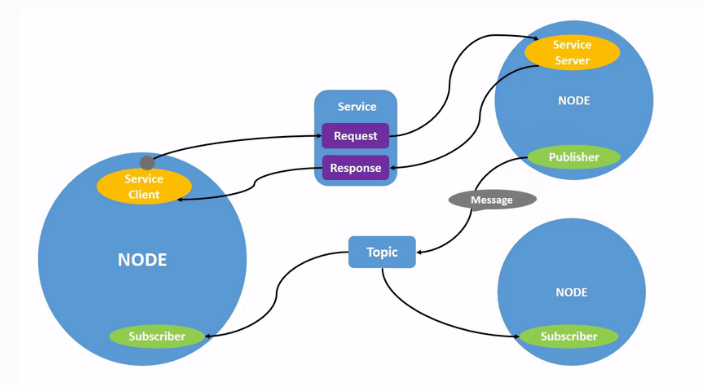 Service
Server
NODE
Publisher
Service
Request
Response
Service
Client
NODE
Subscriber
Message
Topic
NODE
Subscriber